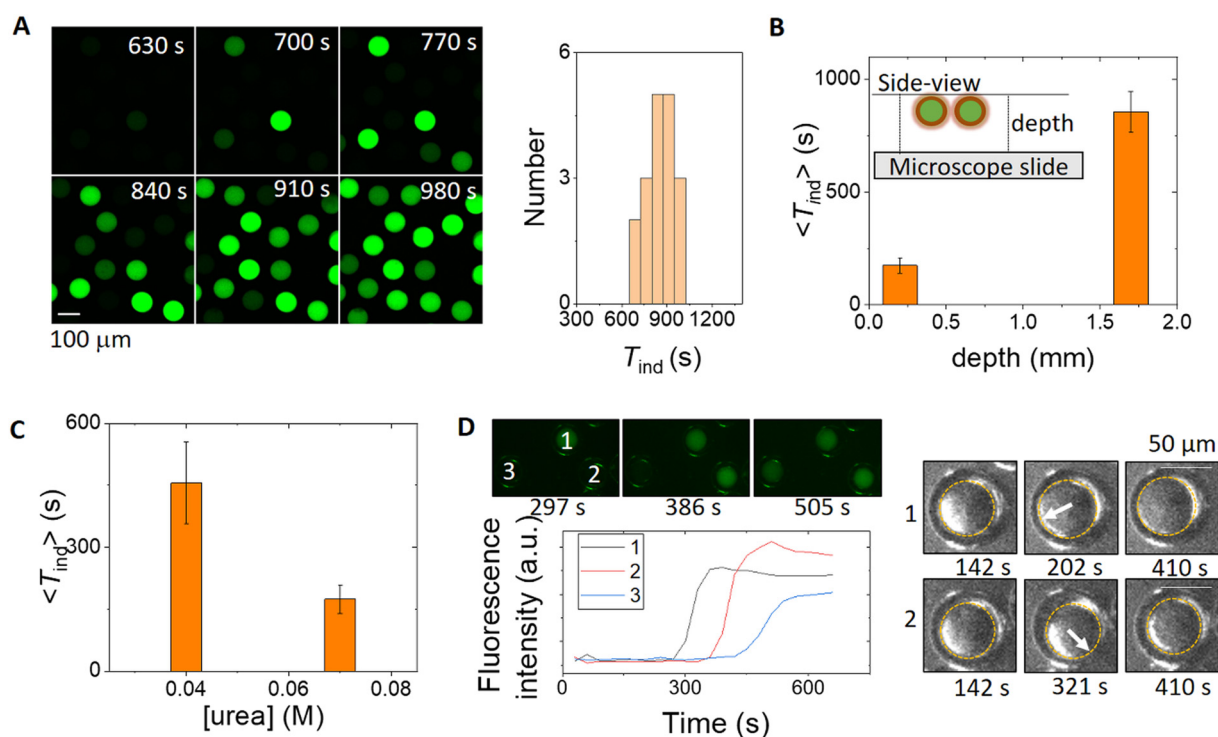 A
630 s
700 s
770 s
840 s
910 s
980 s
100 μm
Number
6
3
0
300 600 900 1200
T_ind (s)
B
<T_ind> (s)
1000
500
0
Side-view
depth
Microscope slide
0.0 0.5 1.0 1.5 2.0
depth (mm)
C
<T_ind> (s)
600
300
0
0.04 0.06 0.08
[urea] (M)
D
1
3
2
297 s
386 s
505 s
Fluorescence
intensity (a.u.)
1
2
3
0 300 600
Time (s)
50 μm
1
142 s
202 s
410 s
2
142 s
321 s
410 s